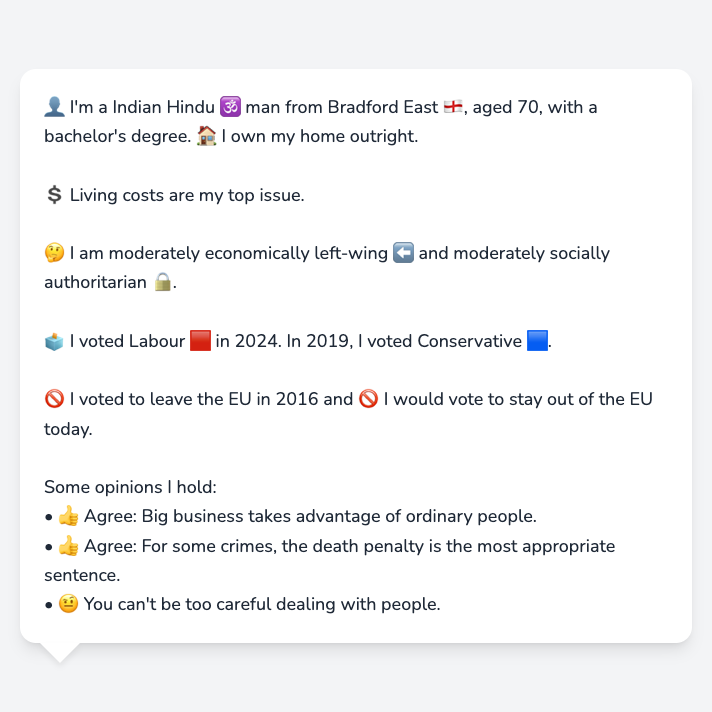 👤 I'm a Indian Hindu 🕉️ man from Bradford East 🏴󠁧󠁢󠁥󠁮󠁧󠁿, aged 70, with a
bachelor's degree. 🏠 I own my home outright.
💲 Living costs are my top issue.
🤔 I am moderately economically left-wing ⬅️ and moderately socially
authoritarian 🔒.
🗳️ I voted Labour 🟥 in 2024. In 2019, I voted Conservative 🟦.
🚫 I voted to leave the EU in 2016 and 🚫 I would vote to stay out of the EU
today.
Some opinions I hold:
• 👍 Agree: Big business takes advantage of ordinary people.
• 👍 Agree: For some crimes, the death penalty is the most appropriate
sentence.
• 🤨 You can't be too careful dealing with people.